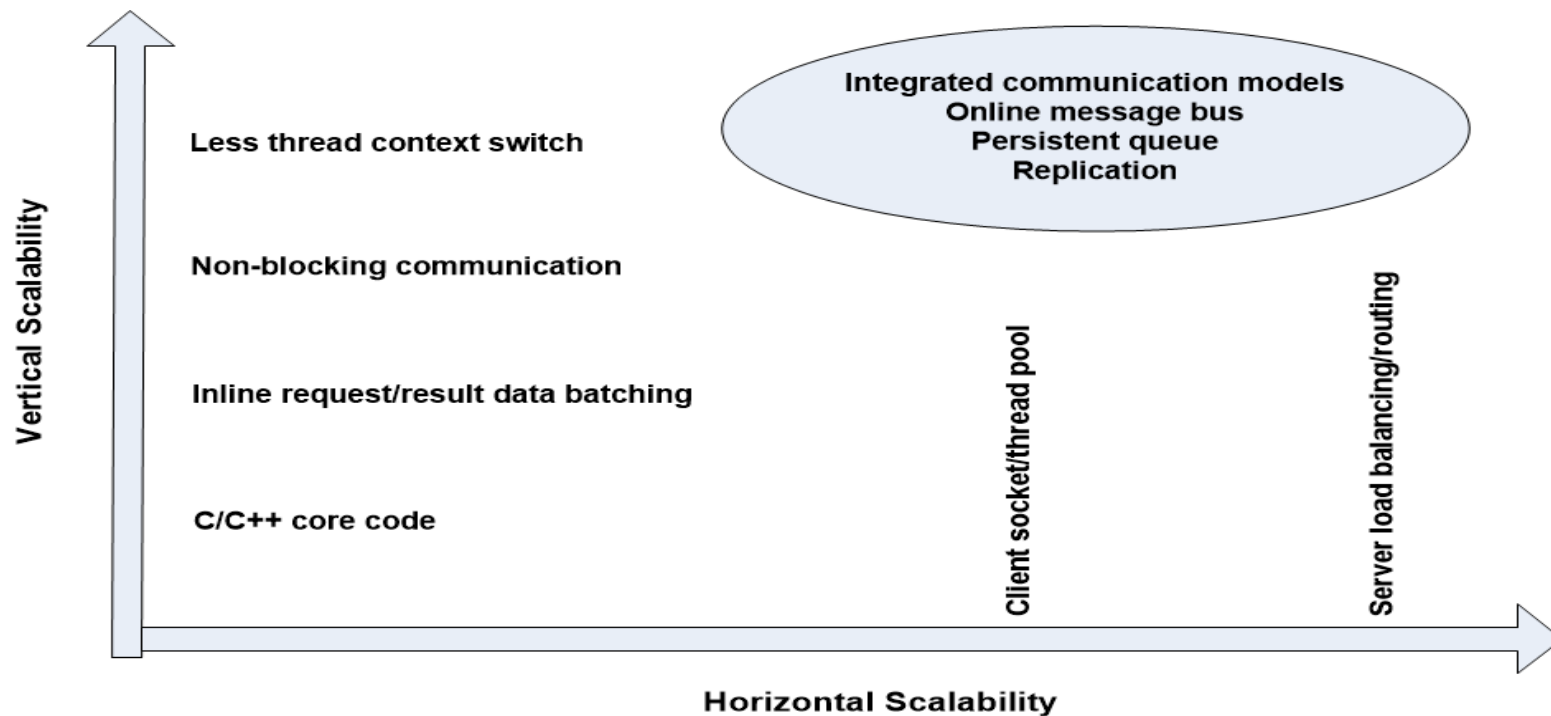 Vertical Scalability
Less thread context switch
Non-blocking communication
Inline request/result data batching
C/C++ core code
Integrated communication models
Online message bus
Persistent queue
Replication
Client socket/thread pool
Server load balancing/routing
Horizontal Scalability